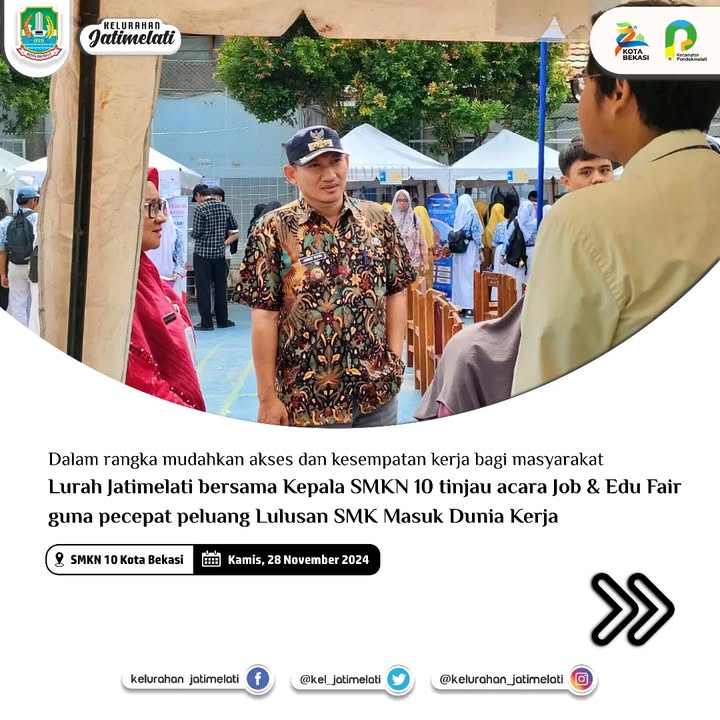 KELURAHAN
Jatimelati
KOTA
BEKASI
Kecamatan
Pondokmelati
Dalam rangka mudahkan akses dan kesempatan kerja bagi masyarakat
Lurah Jatimelati bersama Kepala SMKN 10 tinjau acara Job & Edu Fair
guna pecepat peluang Lulusan SMK Masuk Dunia Kerja
SMKN 10 Kota Bekasi
Kamis, 28 November 2024
kelurahan jatimelati
@kel_jatimelati
@kelurahan_jatimelati